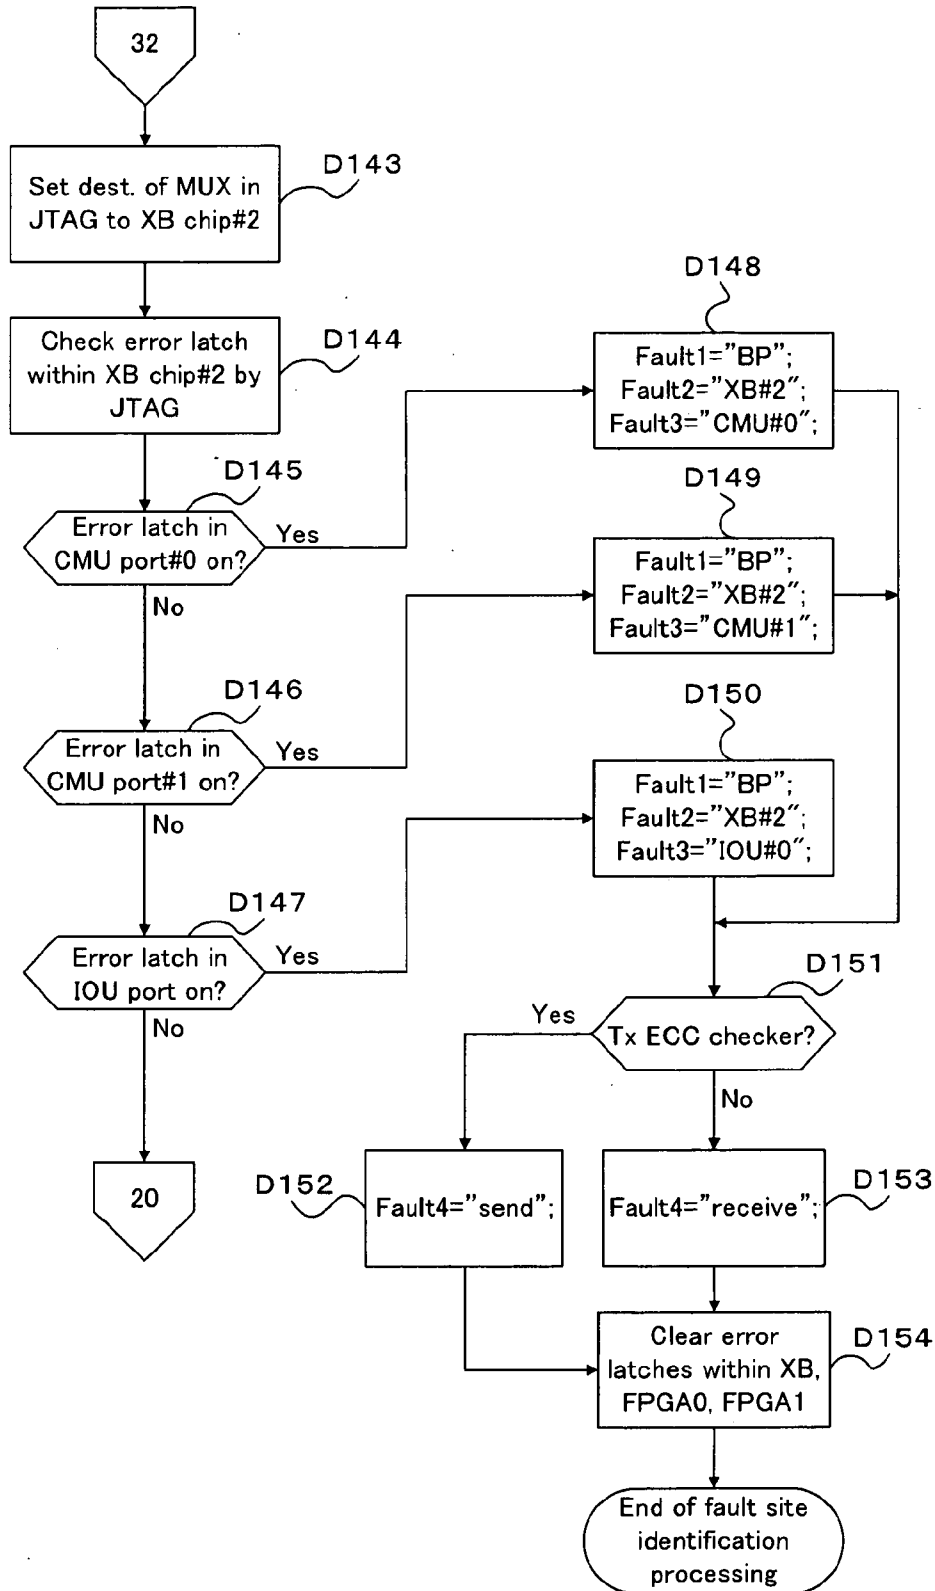 32
D143
Set dest. of MUX in
JTAG to XB chip#2
D144
Check error latch
within XB chip#2 by
JTAG
D145
Error latch in
CMU port#0 on?
Yes
No
D146
Error latch in
CMU port#1 on?
Yes
No
D147
Error latch in
IOU port on?
Yes
No
20
D148
Fault1="BP";
Fault2="XB#2";
Fault3="CMU#0";
D149
Fault1="BP";
Fault2="XB#2";
Fault3="CMU#1";
D150
Fault1="BP";
Fault2="XB#2";
Fault3="IOU#0";
D151
Tx ECC checker?
Yes
No
D152
Fault4="send";
D153
Fault4="receive";
D154
Clear error
latches within XB,
FPGA0, FPGA1
End of fault site
identification
processing